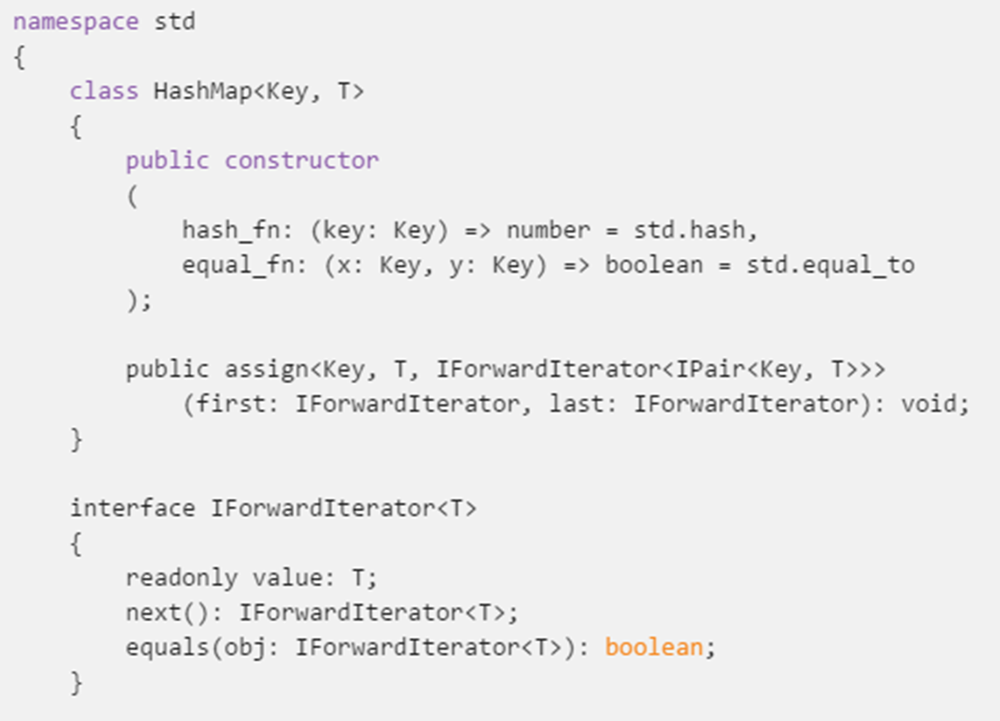 namespace std
{
    class HashMap<Key, T>
    {
        public constructor
        (
            hash_fn: (key: Key) => number = std.hash,
            equal_fn: (x: Key, y: Key) => boolean = std.equal_to
        );

        public assign<Key, T, IForwardIterator<IPair<Key, T>>>
            (first: IForwardIterator, last: IForwardIterator): void;
    }

    interface IForwardIterator<T>
    {
        readonly value: T;
        next(): IForwardIterator<T>;
        equals(obj: IForwardIterator<T>): boolean;
    }